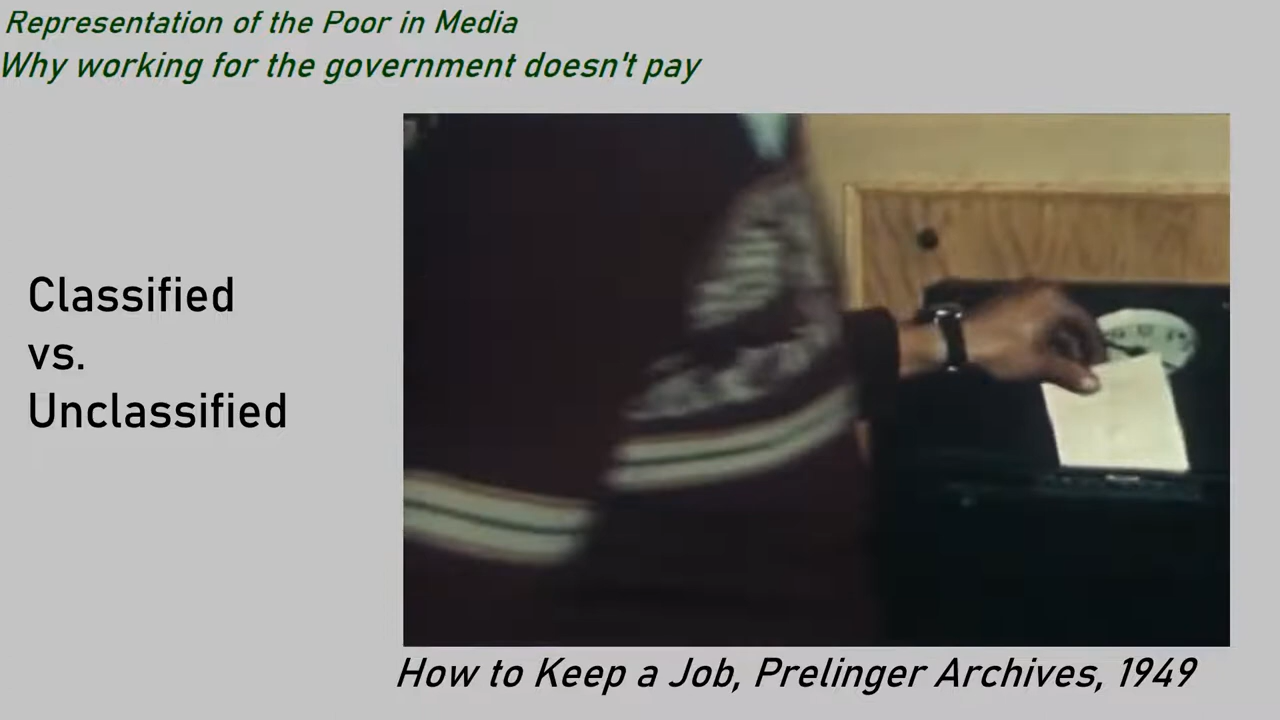 Representation of the Poor in Media
Why working for the government doesn't pay
Classified
vs.
Unclassified
How to Keep a Job, Prelinger Archives, 1949